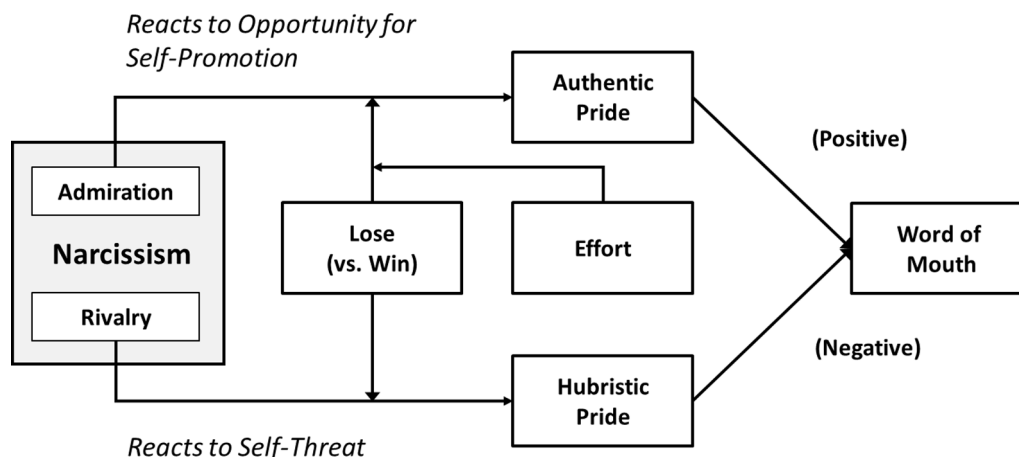 Reacts to Opportunity for
Self-Promotion
Authentic
Pride
(Positive)
Admiration
Narcissism
Rivalry
Lose
(vs. Win)
Effort
Word of
Mouth
(Negative)
Hubristic
Pride
Reacts to Self-Threat